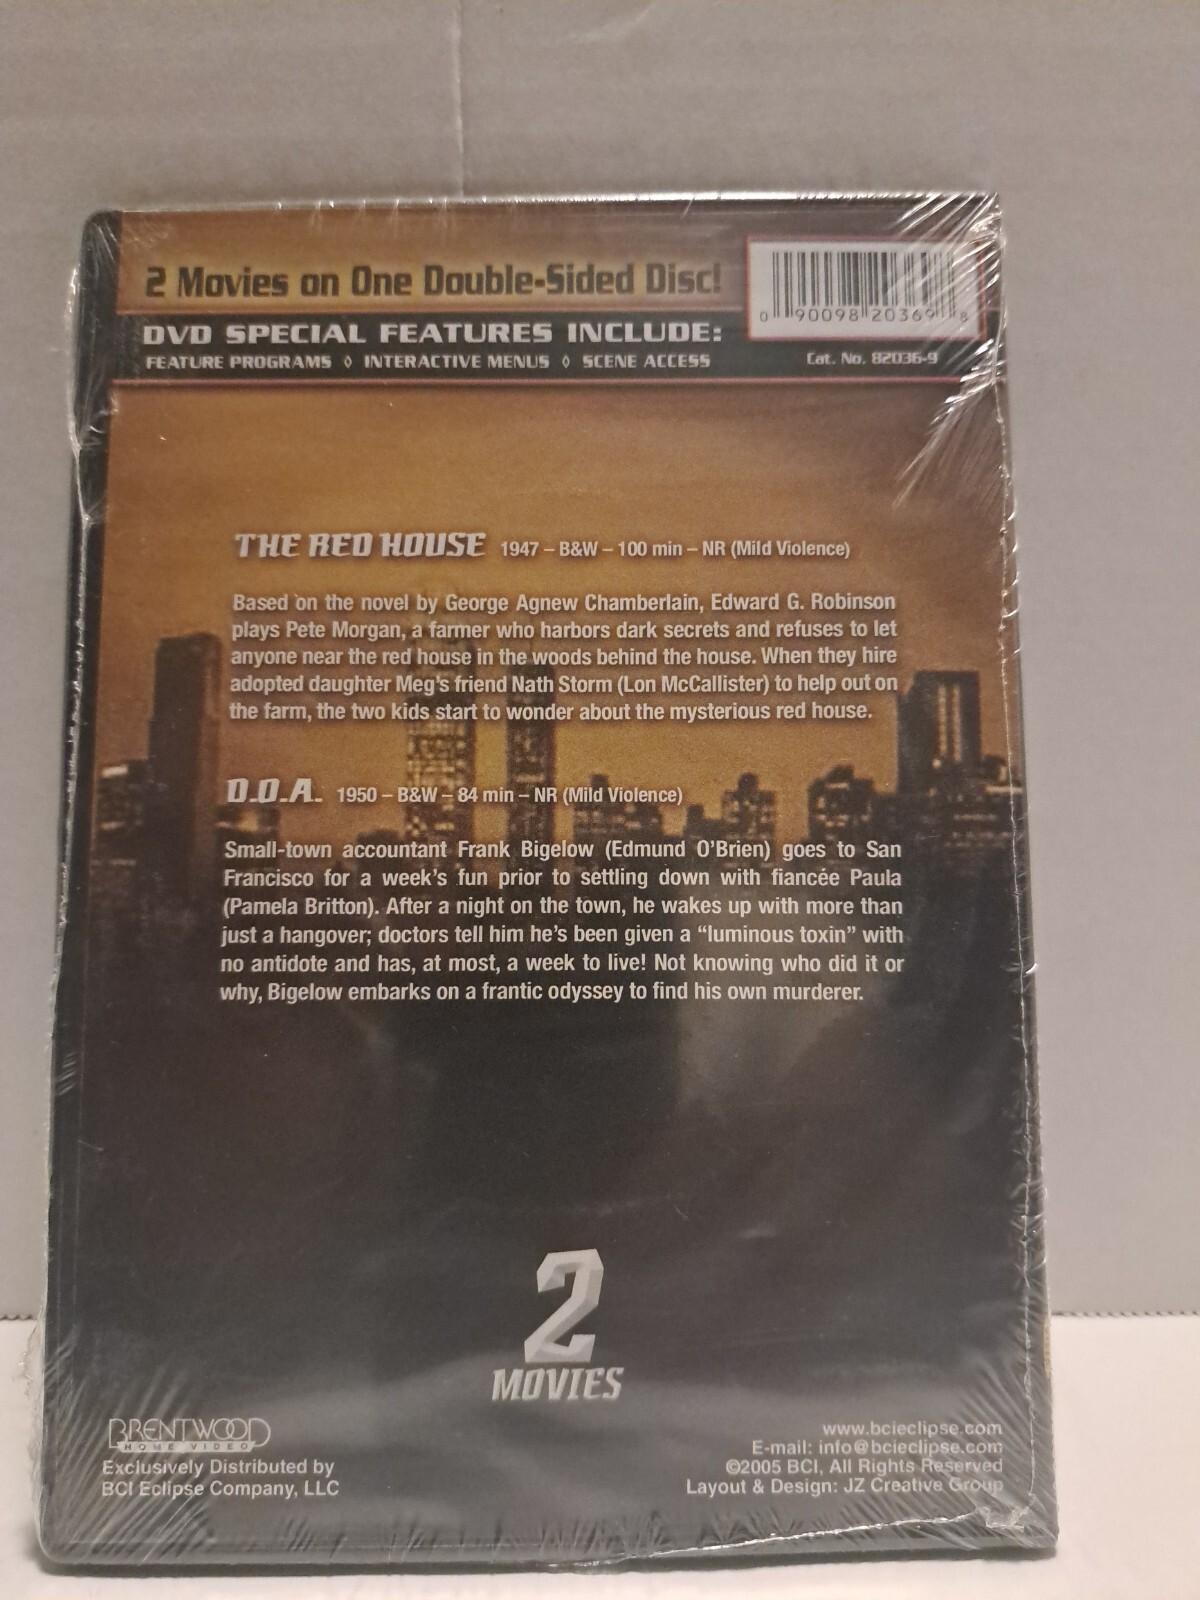 2 Movies on One Double-Sided Disc!
DVD SPECIAL FEATURES INCLUDE:
FEATURE PROGRAMS ◊ INTERACTIVE MENUS ◊ SCENE ACCESS
0 90098 20369 8
Cat. No. 82036-9
THE RED HOUSE 1947 – B&W – 100 min – NR (Mild Violence)
Based on the novel by George Agnew Chamberlain, Edward G. Robinson
plays Pete Morgan, a farmer who harbors dark secrets and refuses to let
anyone near the red house in the woods behind the house. When they hire
adopted daughter Meg's friend Nath Storm (Lon McCallister) to help out on
the farm, the two kids start to wonder about the mysterious red house.
D.O.A. 1950 – B&W – 84 min – NR (Mild Violence)
Small-town accountant Frank Bigelow (Edmund O'Brien) goes to San
Francisco for a week's fun prior to settling down with fiancée Paula
(Pamela Britton). After a night on the town, he wakes up with more than
just a hangover; doctors tell him he's been given a “luminous toxin” with
no antidote and has, at most, a week to live! Not knowing who did it or
why, Bigelow embarks on a frantic odyssey to find his own murderer.
2
MOVIES
BRENTWOOD
HOME VIDEO
Exclusively Distributed by
BCI Eclipse Company, LLC
www.bcieclipse.com
E-mail: info@bcieclipse.com
©2005 BCI, All Rights Reserved
Layout & Design: JZ Creative Group